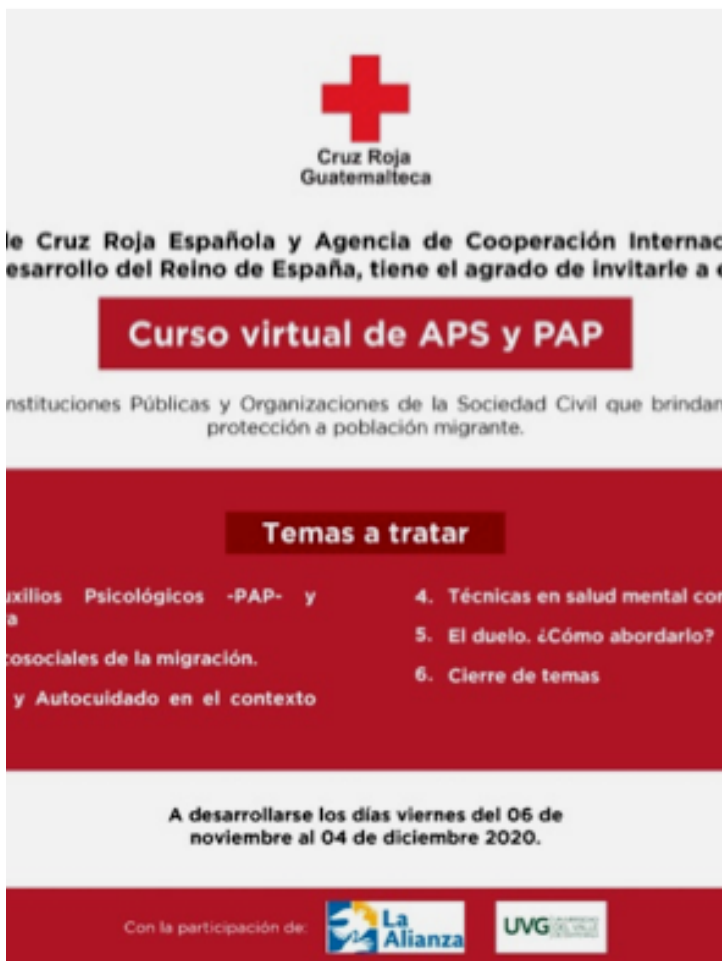 Cruz Roja
Guatemalteca
le Cruz Roja Española y Agencia de Cooperación Internac
esarrollo del Reino de España, tiene el agrado de invitarle a e
Curso virtual de APS y PAP
nstituciones Públicas y Organizaciones de la Sociedad Civil que brindan
protección a población migrante.
Temas a tratar
uxilios Psicológicos -PAP- y
a
cosociales de la migración.
y Autocuidado en el contexto
4. Técnicas en salud mental con
5. El duelo. ¿Cómo abordarlo?
6. Cierre de temas
A desarrollarse los días viernes del 06 de
noviembre al 04 de diciembre 2020.
Con la participación de:
La
Alianza
UVG